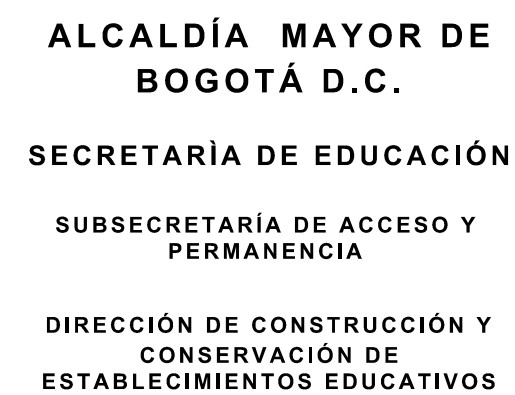 ALCALDÍA MAYOR DE
BOGOTÁ D.C.
SECRETARÌA DE EDUCACIÓN
SUBSECRETARÍA DE ACCESO Y
PERMANENCIA
DIRECCIÓN DE CONSTRUCCIÓN Y
CONSERVACIÓN DE
ESTABLECIMIENTOS EDUCATIVOS